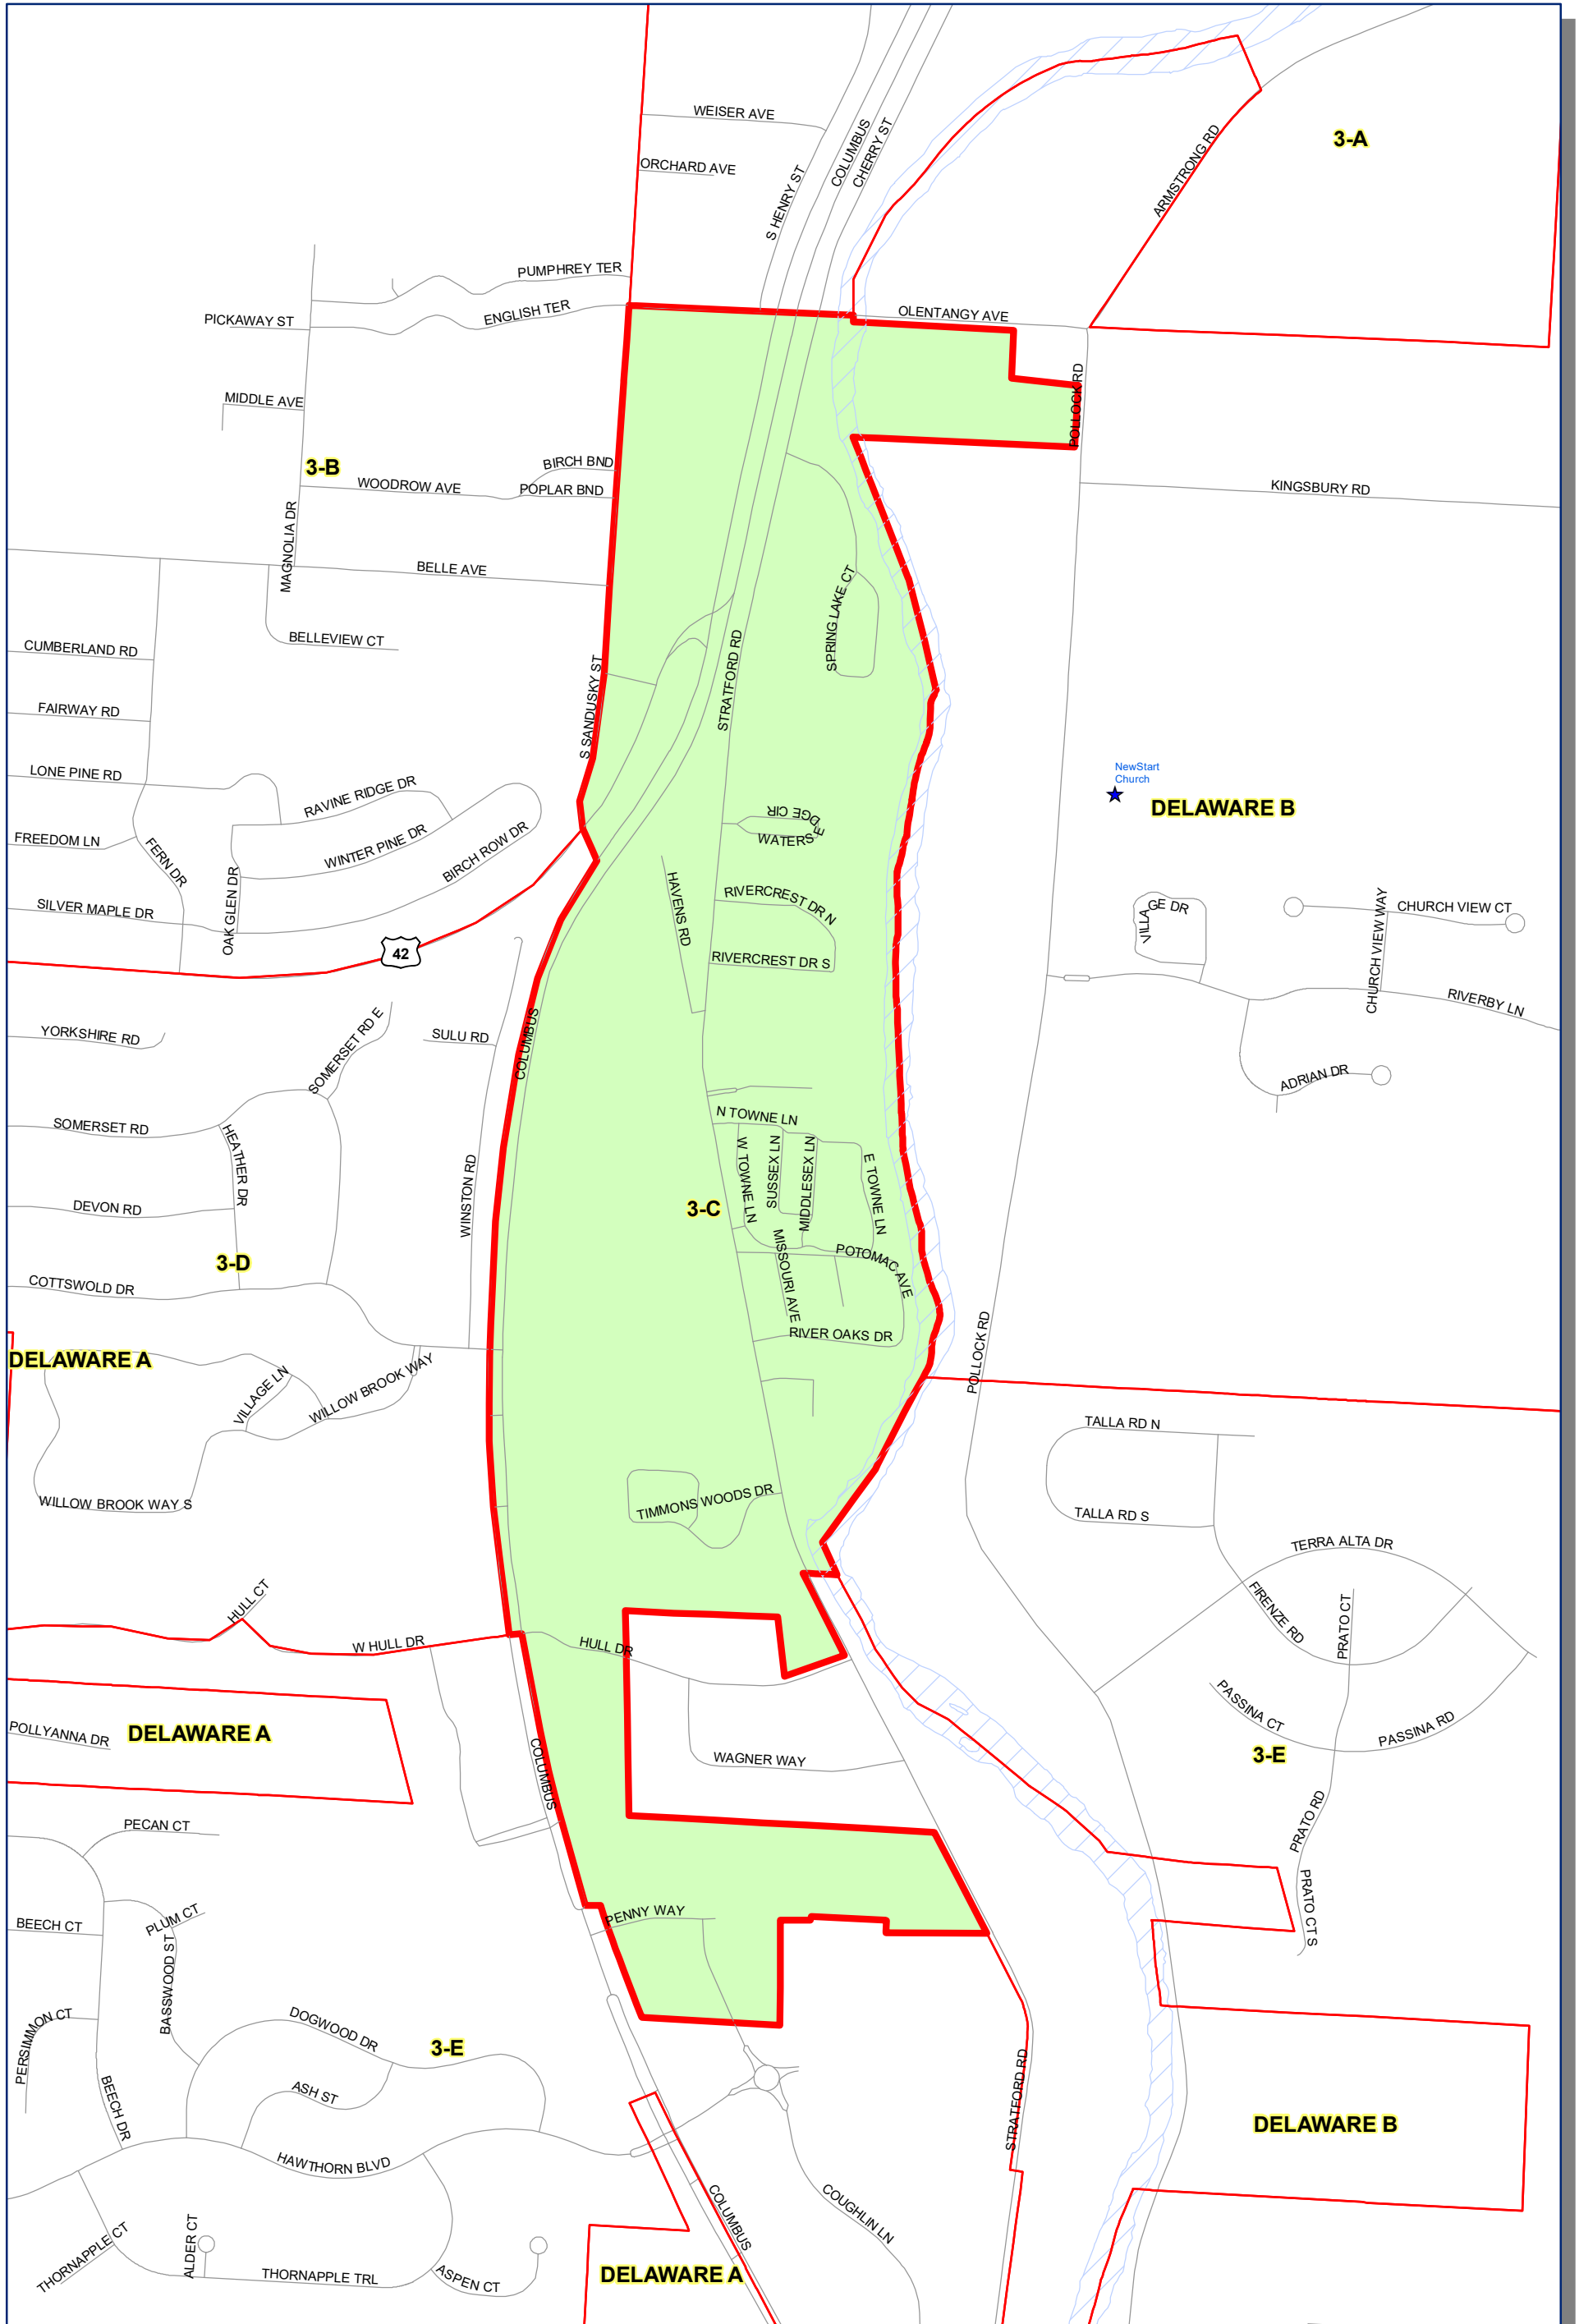 WEISER AVE
ORCHARD AVE
S HENRY ST
COLUMBUS
CHERRY ST
ARMSTRONG RD
3-A
PUMPHREY TER
ENGLISH TER
PICKAWAY ST
OLENTANGY AVE
MIDDLE AVE
POLLOCK RD
3-B
BIRCH BND
WOODROW AVE
POPLAR BND
KINGSBURY RD
MAGNOLIA DR
BELLE AVE
BELLEVIEW CT
SPRING LAKE CT
CUMBERLAND RD
S SANDUSKY ST
STRATFORD RD
FAIRWAY RD
LONE PINE RD
RAVINE RIDGE DR
NewStart
Church
DELAWARE B
FREEDOM LN
FERN DR
WINTER PINE DR
BIRCH ROW DR
WATERSEDGE CIR
HAVENS RD
RIVERCREST DR N
SILVER MAPLE DR
OAK GLEN DR
42
RIVERCREST DR S
VILLAGE DR
CHURCH VIEW WAY
CHURCH VIEW CT
RIVERBY LN
YORKSHIRE RD
SOMERSET RD E
SULU RD
COLUMBUS
ADRIAN DR
SOMERSET RD
HEATHER DR
N TOWNE LN
W TOWNE LN
SUSSEX LN
MIDDLESEX LN
E TOWNE LN
WINSTON RD
DEVON RD
3-C
3-D
MISSOURI AVE
POTOMAC AVE
COTTSWOLD DR
RIVER OAKS DR
POLLOCK RD
DELAWARE A
VILLAGE LN
WILLOW BROOK WAY
TALLA RD N
WILLOW BROOK WAY S
TIMMONS WOODS DR
TALLA RD S
TERRA ALTA DR
FIRENZE RD
PRATO CT
HULL CT
W HULL DR
HULL DR
PASSINA CT
PASSINA RD
POLLYANNA DR
DELAWARE A
COLUMBUS
WAGNER WAY
3-E
PRATO RD
PECAN CT
PRATO CT S
BEECH CT
PLUM CT
BASSWOOD ST
PENNY WAY
PERSIMMON CT
DOGWOOD DR
3-E
BEECH DR
ASH ST
STRATFORD RD
DELAWARE B
HAWTHORN BLVD
COUGHLIN LN
COLUMBUS
THORNAPPLE CT
ALDER CT
THORNAPPLE TRL
ASPEN CT
DELAWARE A